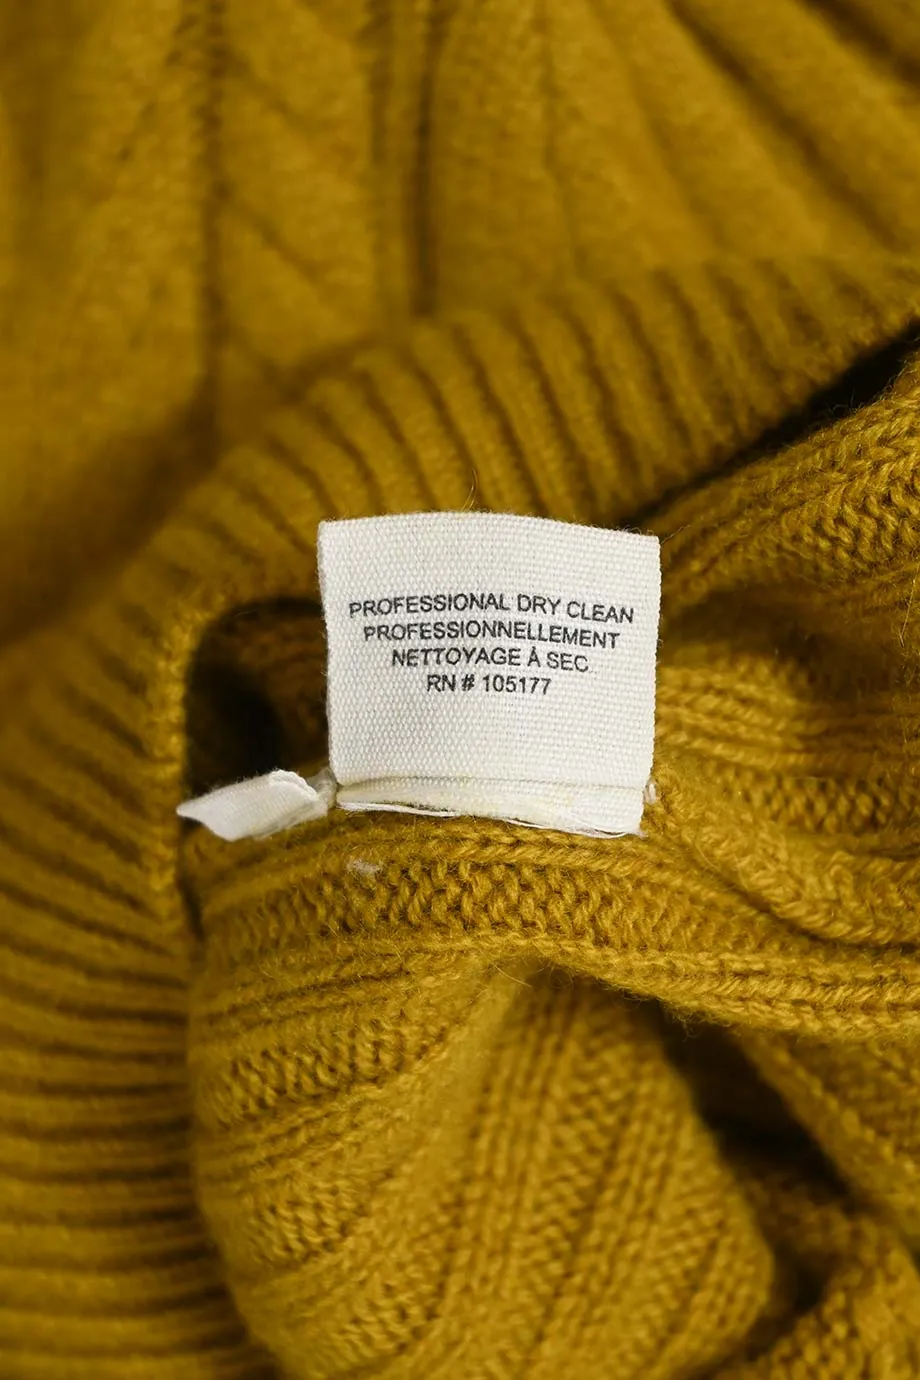 PROFESSIONAL DRY CLEAN
PROFESSIONNELLEMENT
NETTOYAGE À SEC
RN # 105177